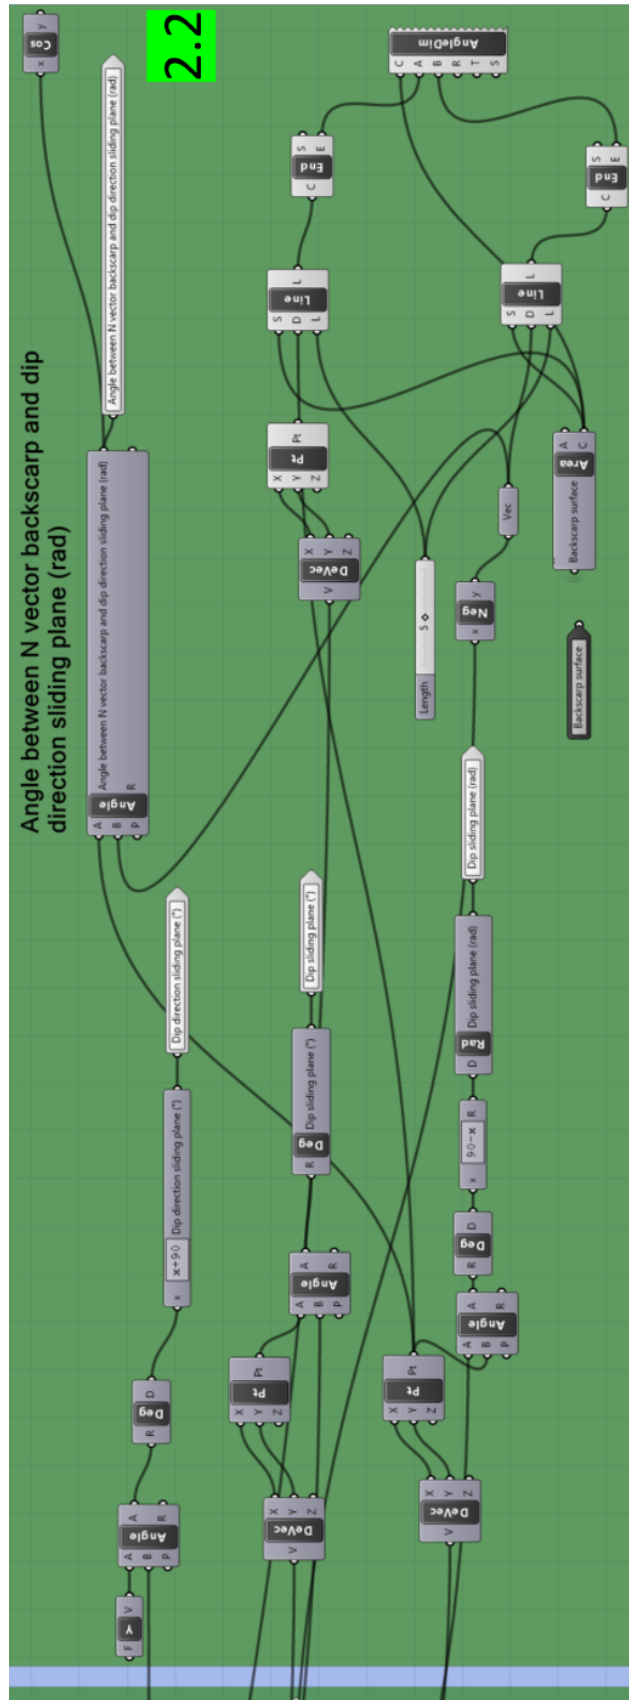 Angle between N vector backscarp and dip
direction sliding plane (rad)
2.2
Cos
x
y
Angle between N vector backscarp and dip direction sliding plane (rad)
Angle
A
B
P
Angle between N vector backscarp and dip direction sliding plane (rad)
R
Y
F
V
Angle
A
B
P
A
R
Deg
R
D
x
x+90
Dip direction sliding plane (°)
Dip direction sliding plane (°)
DeVec
V
X
Y
Z
Pt
X
Y
Z
Pt
Angle
A
B
P
A
R
Deg
R
Dip sliding plane (°)
Dip sliding plane (°)
DeVec
V
X
Y
Z
Pt
X
Y
Z
Pt
Line
S
D
L
L
End
C
S
E
AngleDim
C
A
B
R
T
S
DeVec
V
X
Y
Z
Pt
X
Y
Z
Pt
Angle
A
B
P
A
R
Deg
R
D
x
90-x
R
Rad
D
Dip sliding plane (rad)
Dip sliding plane (rad)
Length
5
Neg
x
y
Vec
Line
S
D
L
L
End
C
S
E
Backscarp surface
Backscarp surface
Area
A
C